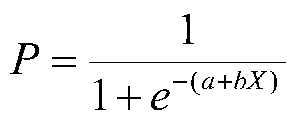 P = 1 / (1 + e^{-(a+bX)})